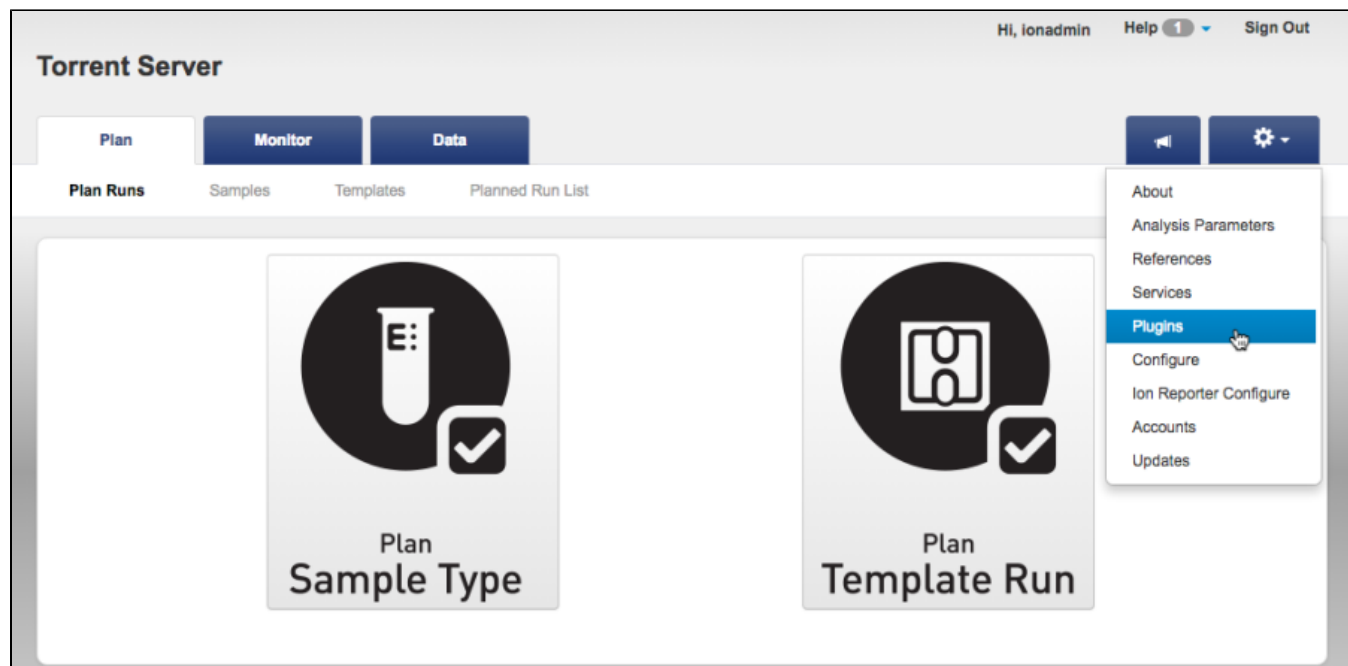 Hi, ionadmin Help 1 Sign Out
Torrent Server
Plan Monitor Data
Plan Runs Samples Templates Planned Run List
About
Analysis Parameters
References
Services
Plugins
Configure
Ion Reporter Configure
Accounts
Updates
E:
Plan
Sample Type
Plan
Template Run